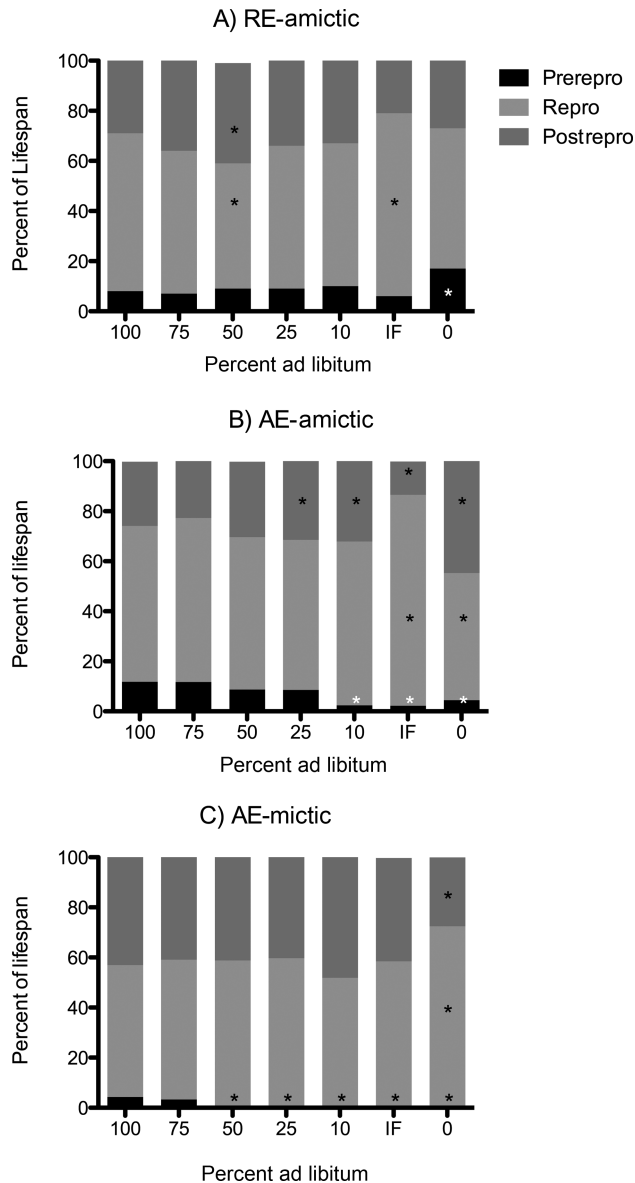 A) RE-amictic
100
80
60
40
20
0
Percent of Lifespan
* * * *
100 75 50 25 10 IF 0
Percent ad libitum
Prerepro
Repro
Postrepro
B) AE-amictic
100
80
60
40
20
0
Percent of lifespan
* * * * * * * * *
100 75 50 25 10 IF 0
Percent ad libitum
C) AE-mictic
100
80
60
40
20
0
Percent of lifespan
* * * * * * *
100 75 50 25 10 IF 0
Percent ad libitum